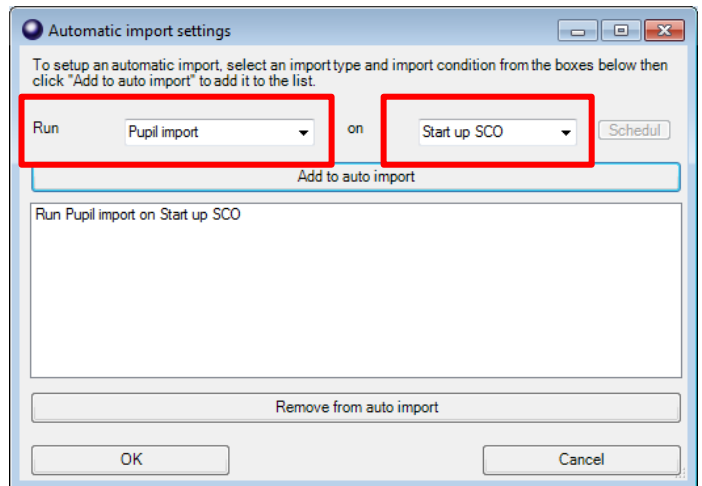 Automatic import settings
To setup an automatic import, select an import type and import condition from the boxes below then
click "Add to auto import" to add it to the list.
Run Pupil import on Start up SCO Schedul
Add to auto import
Run Pupil import on Start up SCO
Remove from auto import
OK Cancel